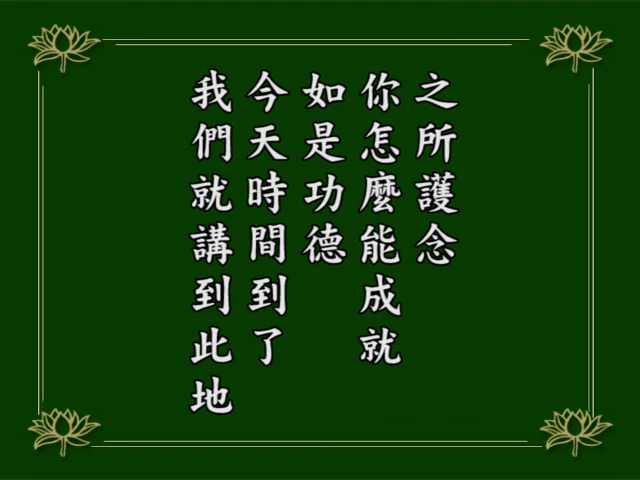 之所護念
你怎麼能成就
如是功德
今天時間到了
我們就講到此地